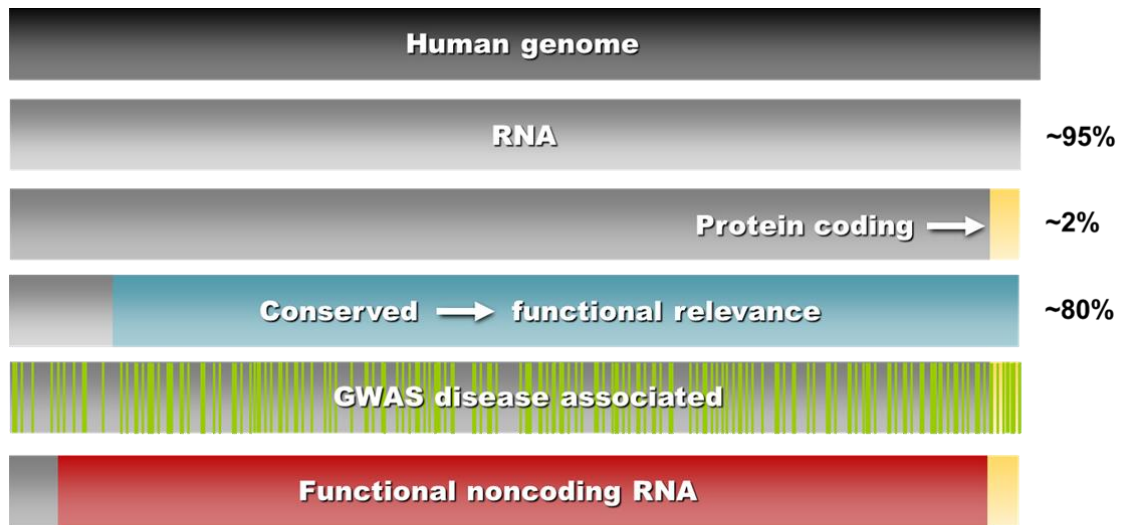 Human genome
RNA
~95%
Protein coding
~2%
Conserved → functional relevance
~80%
GWAS disease associated
Functional noncoding RNA